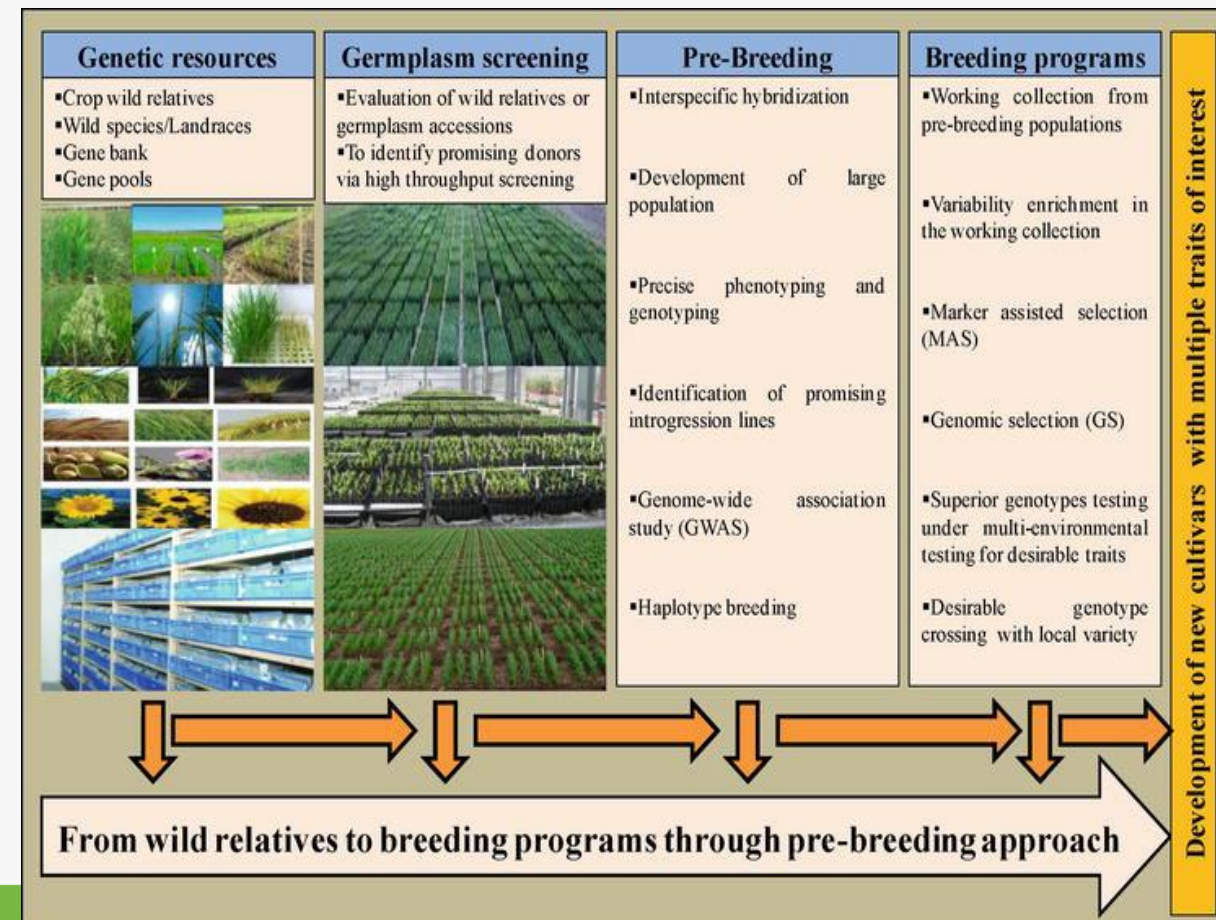 Genetic resources
▪Crop wild relatives
▪Wild species/Landraces
▪Gene bank
▪Gene pools
Germplasm screening
▪Evaluation of wild relatives or
germplasm accessions
▪To identify promising donors
via high throughput screening
Pre-Breeding
▪Interspecific hybridization
▪Development of large
population
▪Precise phenotyping and
genotyping
▪Identification of promising
introgression lines
▪Genome-wide association
study (GWAS)
▪Haplotype breeding
Breeding programs
▪Working collection from
pre-breeding populations
▪Variability enrichment in
the working collection
▪Marker assisted selection
(MAS)
▪Genomic selection (GS)
▪Superior genotypes testing
under multi-environmental
testing for desirable traits
▪Desirable genotype
crossing with local variety
Development of new cultivars with multiple traits of interest
From wild relatives to breeding programs through pre-breeding approach